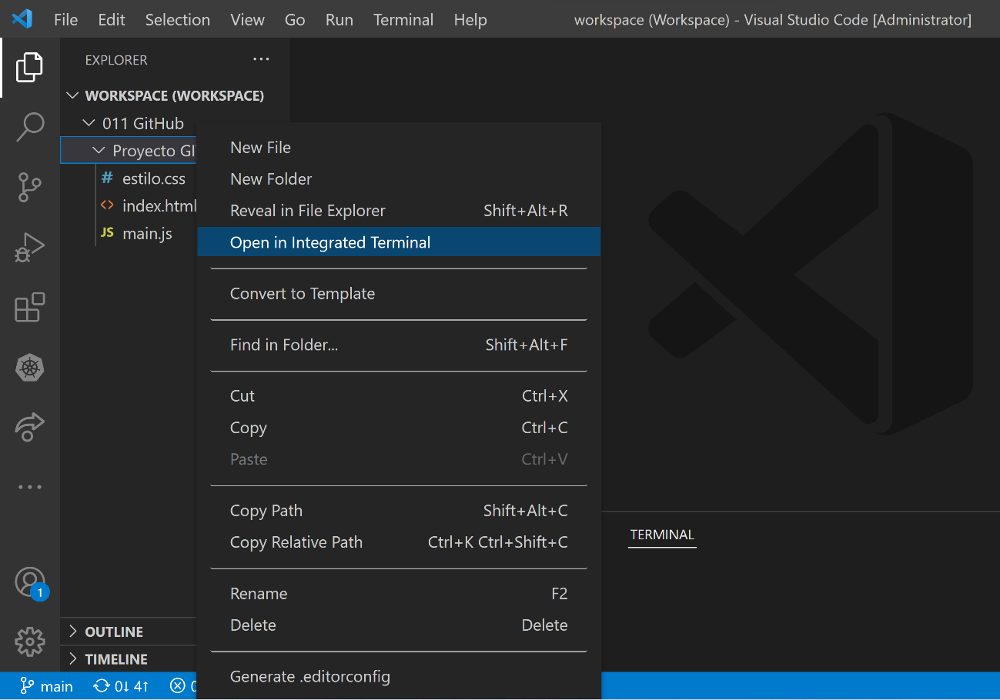 File Edit Selection View Go Run Terminal Help workspace (Workspace) - Visual Studio Code [Administrator]
EXPLORER ···
WORKSPACE (WORKSPACE)
011 GitHub
Proyecto GI
# estilo.css
<> index.html
JS main.js
New File
New Folder
Reveal in File Explorer Shift+Alt+R
Open in Integrated Terminal
Convert to Template
Find in Folder... Shift+Alt+F
Cut Ctrl+X
Copy Ctrl+C
Paste Ctrl+V
Copy Path Shift+Alt+C
Copy Relative Path Ctrl+K Ctrl+Shift+C
Rename F2
Delete Delete
Generate .editorconfig
TERMINAL
1
OUTLINE
TIMELINE
main 0↓ 4↑ 0